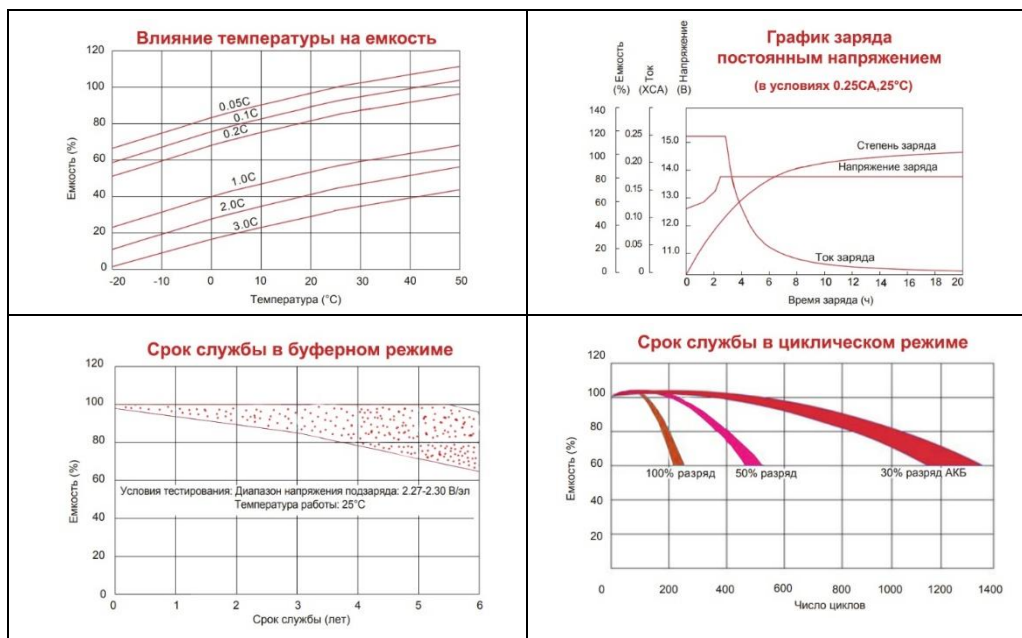 Влияние температуры на емкость
Емкость (%)
120
100
80
60
40
20
0
0.05C
0.1C
0.2C
1.0C
2.0C
3.0C
-20
-10
0
10
20
30
40
50
Температура (°C)
График заряда
постоянным напряжением
(в условиях 0.25CA,25°C)
Емкость
(%)
Ток
(XCA)
Напряжение
(В)
140
120
100
80
60
40
20
0
0.25
0.20
0.15
0.10
0.05
0
15.0
14.0
13.0
12.0
11.0
Степень заряда
Напряжение заряда
Ток заряда
0
2
4
6
8
10
12
14
16
18
20
Время заряда (ч)
Срок службы в буферном режиме
Емкость (%)
120
100
80
60
40
20
0
Условия тестирования: Диапазон напряжения подзаряда: 2.27-2.30 В/эл
Температура работы: 25°C
0
1
2
3
4
5
6
Срок службы (лет)
Срок службы в циклическом режиме
Емкость (%)
120
100
80
60
40
20
100% разряд
50% разряд
30% разряд АКБ
0
200
400
600
800
1000
1200
1400
Число циклов